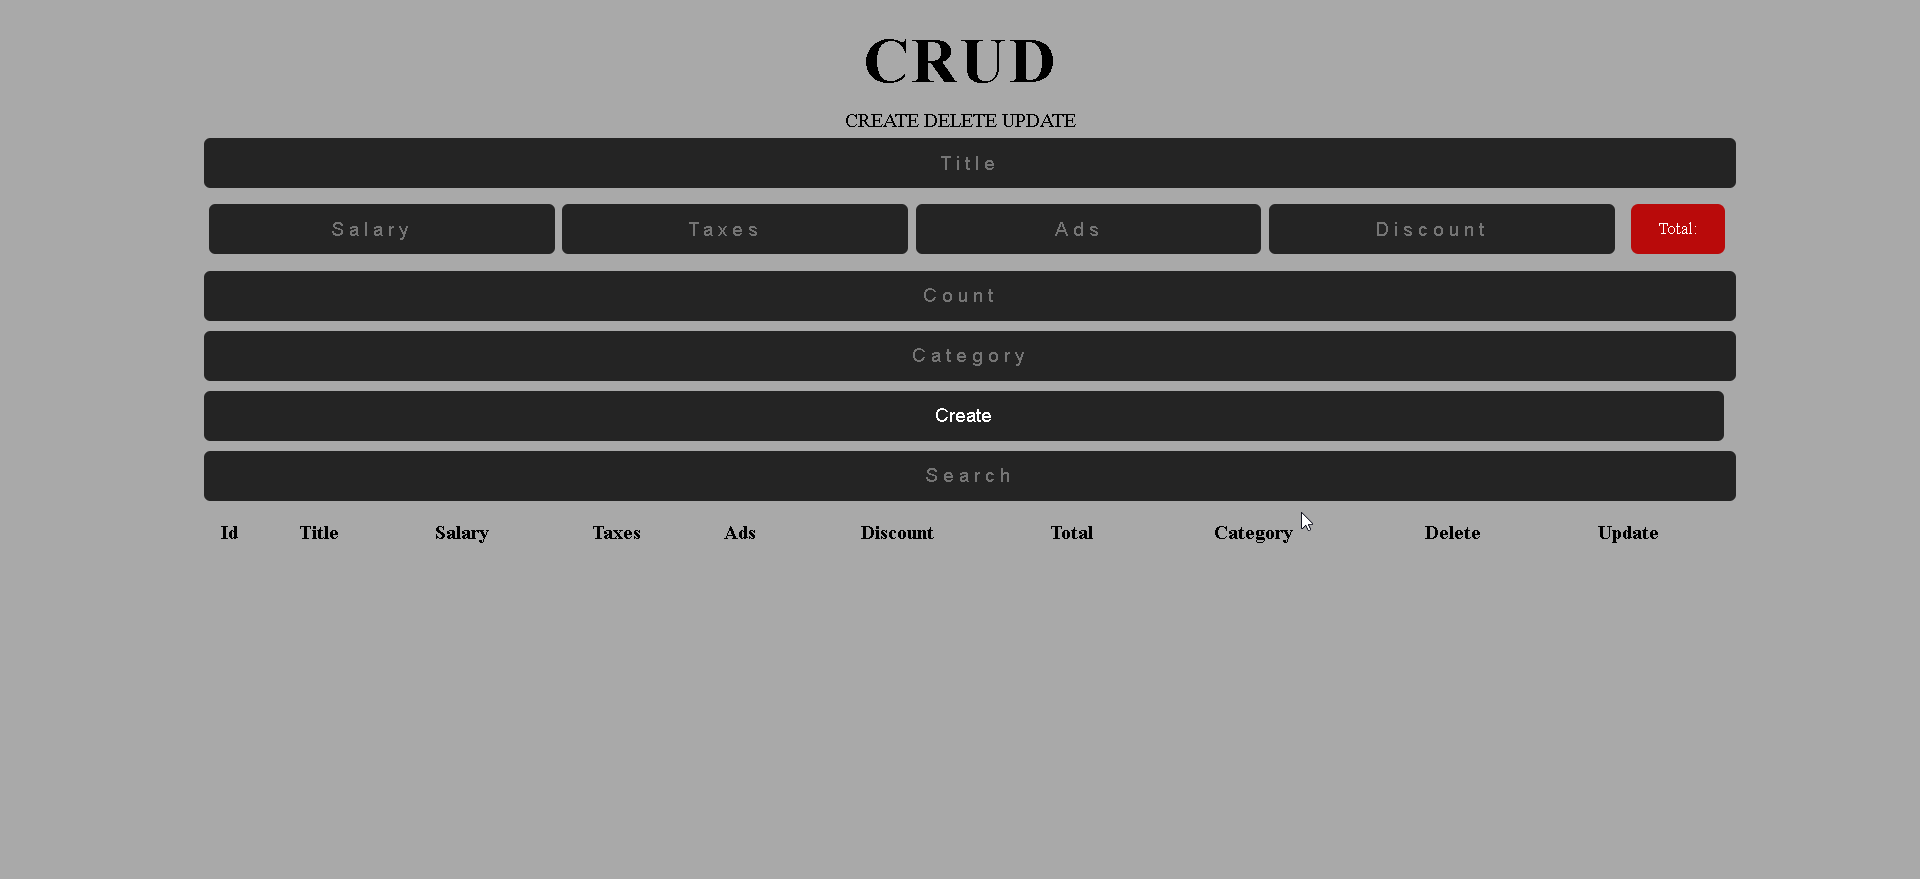 CRUD
CREATE DELETE UPDATE
Title
Salary Taxes Ads Discount Total:
Count
Category
Create
Search
Id Title Salary Taxes Ads Discount Total Category Delete Update